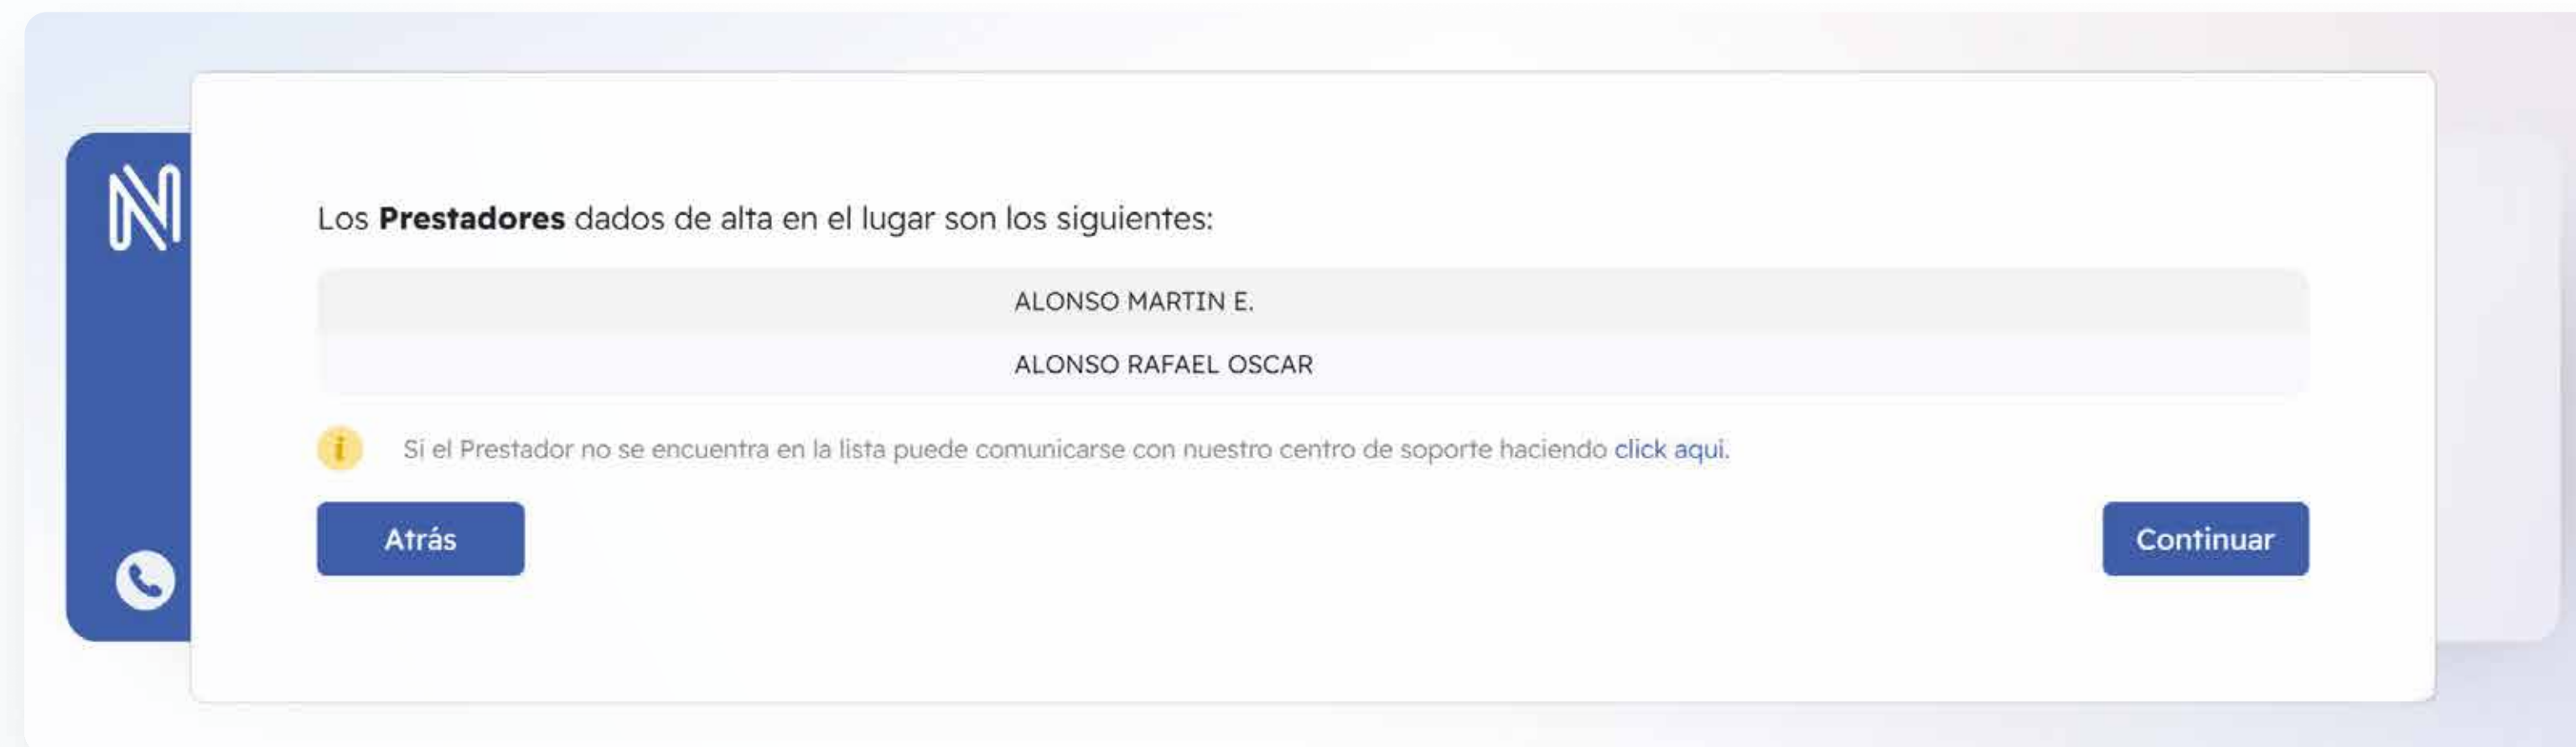 Los Prestadores dados de alta en el lugar son los siguientes:
ALONSO MARTIN E.
ALONSO RAFAEL OSCAR
Si el Prestador no se encuentra en la lista puede comunicarse con nuestro centro de soporte haciendo click aquí.
Atrás
Continuar